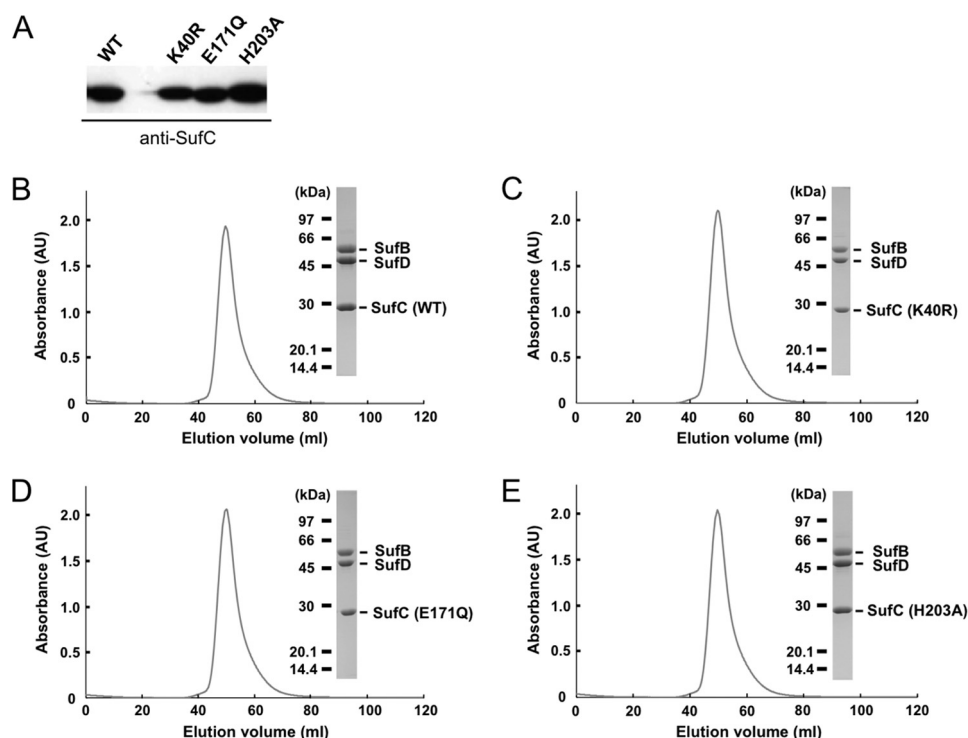 A
WT
K40R
E171Q
H203A
anti-SufC
B
Absorbance (AU)
2.0
1.5
1.0
0.5
0
0 20 40 60 80 100 120
Elution volume (ml)
(kDa)
97
66
45
30
20.1
14.4
SufB
SufD
SufC (WT)
C
Absorbance (AU)
2.0
1.5
1.0
0.5
0
0 20 40 60 80 100 120
Elution volume (ml)
(kDa)
97
66
45
30
20.1
14.4
SufB
SufD
SufC (K40R)
D
Absorbance (AU)
2.0
1.5
1.0
0.5
0
0 20 40 60 80 100 120
Elution volume (ml)
(kDa)
97
66
45
30
20.1
14.4
SufB
SufD
SufC (E171Q)
E
Absorbance (AU)
2.0
1.5
1.0
0.5
0
0 20 40 60 80 100 120
Elution volume (ml)
(kDa)
97
66
45
30
20.1
14.4
SufB
SufD
SufC (H203A)